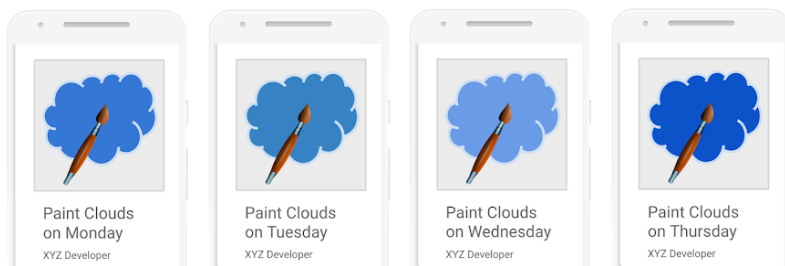 Paint Clouds
on Monday
XYZ Developer
Paint Clouds
on Tuesday
XYZ Developer
Paint Clouds
on Wednesday
XYZ Developer
Paint Clouds
on Thursday
XYZ Developer